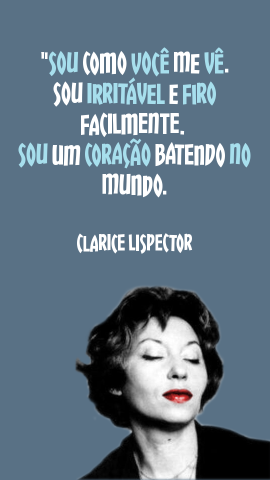 "SOU COMO VOCÊ ME VÊ.
SOU IRRITÁVEL E FIRO
FACILMENTE.
SOU UM CORAÇÃO BATENDO NO
MUNDO.
CLARICE LISPECTOR